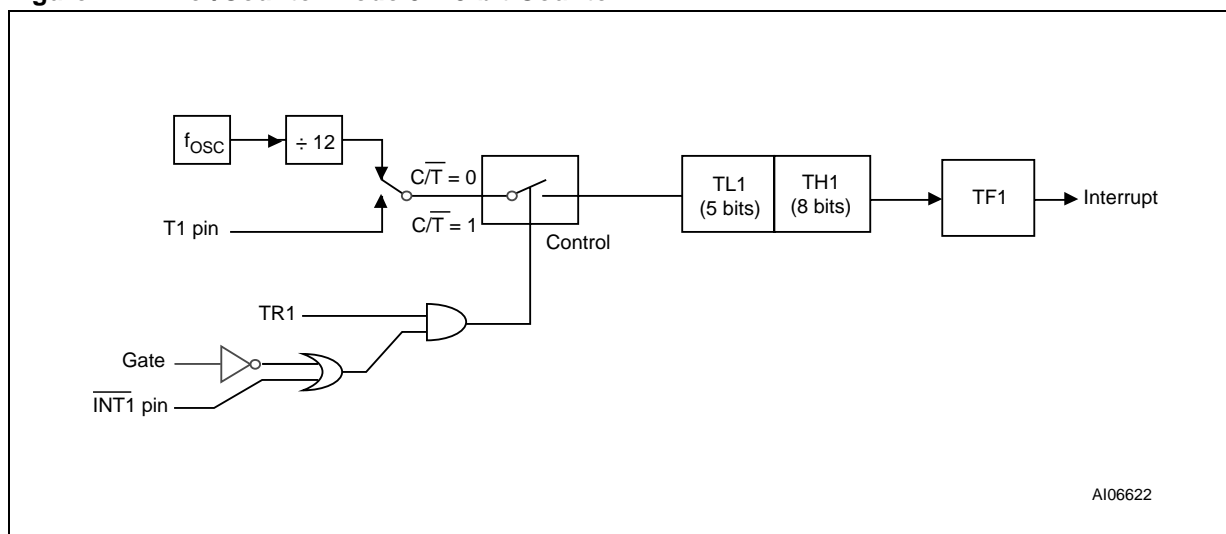 fOSC
÷ 12
C/T̅ = 0
T1 pin
C/T̅ = 1
Control
TL1
(5 bits)
TH1
(8 bits)
TF1
Interrupt
TR1
Gate
I̅N̅T̅1̅ pin
AI06622